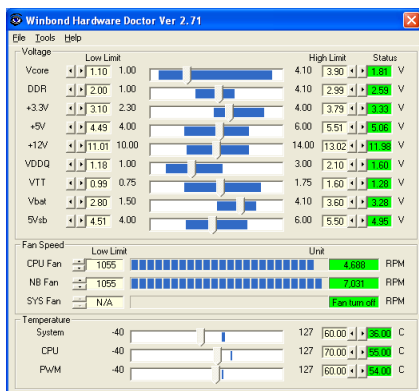 Winbond Hardware Doctor Ver 2.71
File Tools Help
Voltage
Low Limit High Limit Status
Vcore 1.10 1.00 4.10 3.90 1.81 V
DDR 2.00 1.00 4.10 2.99 2.59 V
+3.3V 3.10 2.30 4.00 3.79 3.33 V
+5V 4.49 4.00 6.00 5.51 5.06 V
+12V 11.01 10.00 14.00 13.02 11.98 V
VDDQ 1.18 1.00 3.00 2.10 1.60 V
VTT 0.99 0.75 1.75 1.60 1.28 V
Vbat 2.80 1.50 4.10 3.60 3.28 V
5Vsb 4.51 4.00 6.00 5.50 4.95 V
Fan Speed
Low Limit Unit
CPU Fan 1055 4,688 RPM
NB Fan 1055 7,031 RPM
SYS Fan N/A Fan turn off RPM
Temperature
System -40 127 60.00 36.00 C
CPU -40 127 70.00 55.00 C
PWM -40 127 60.00 54.00 C